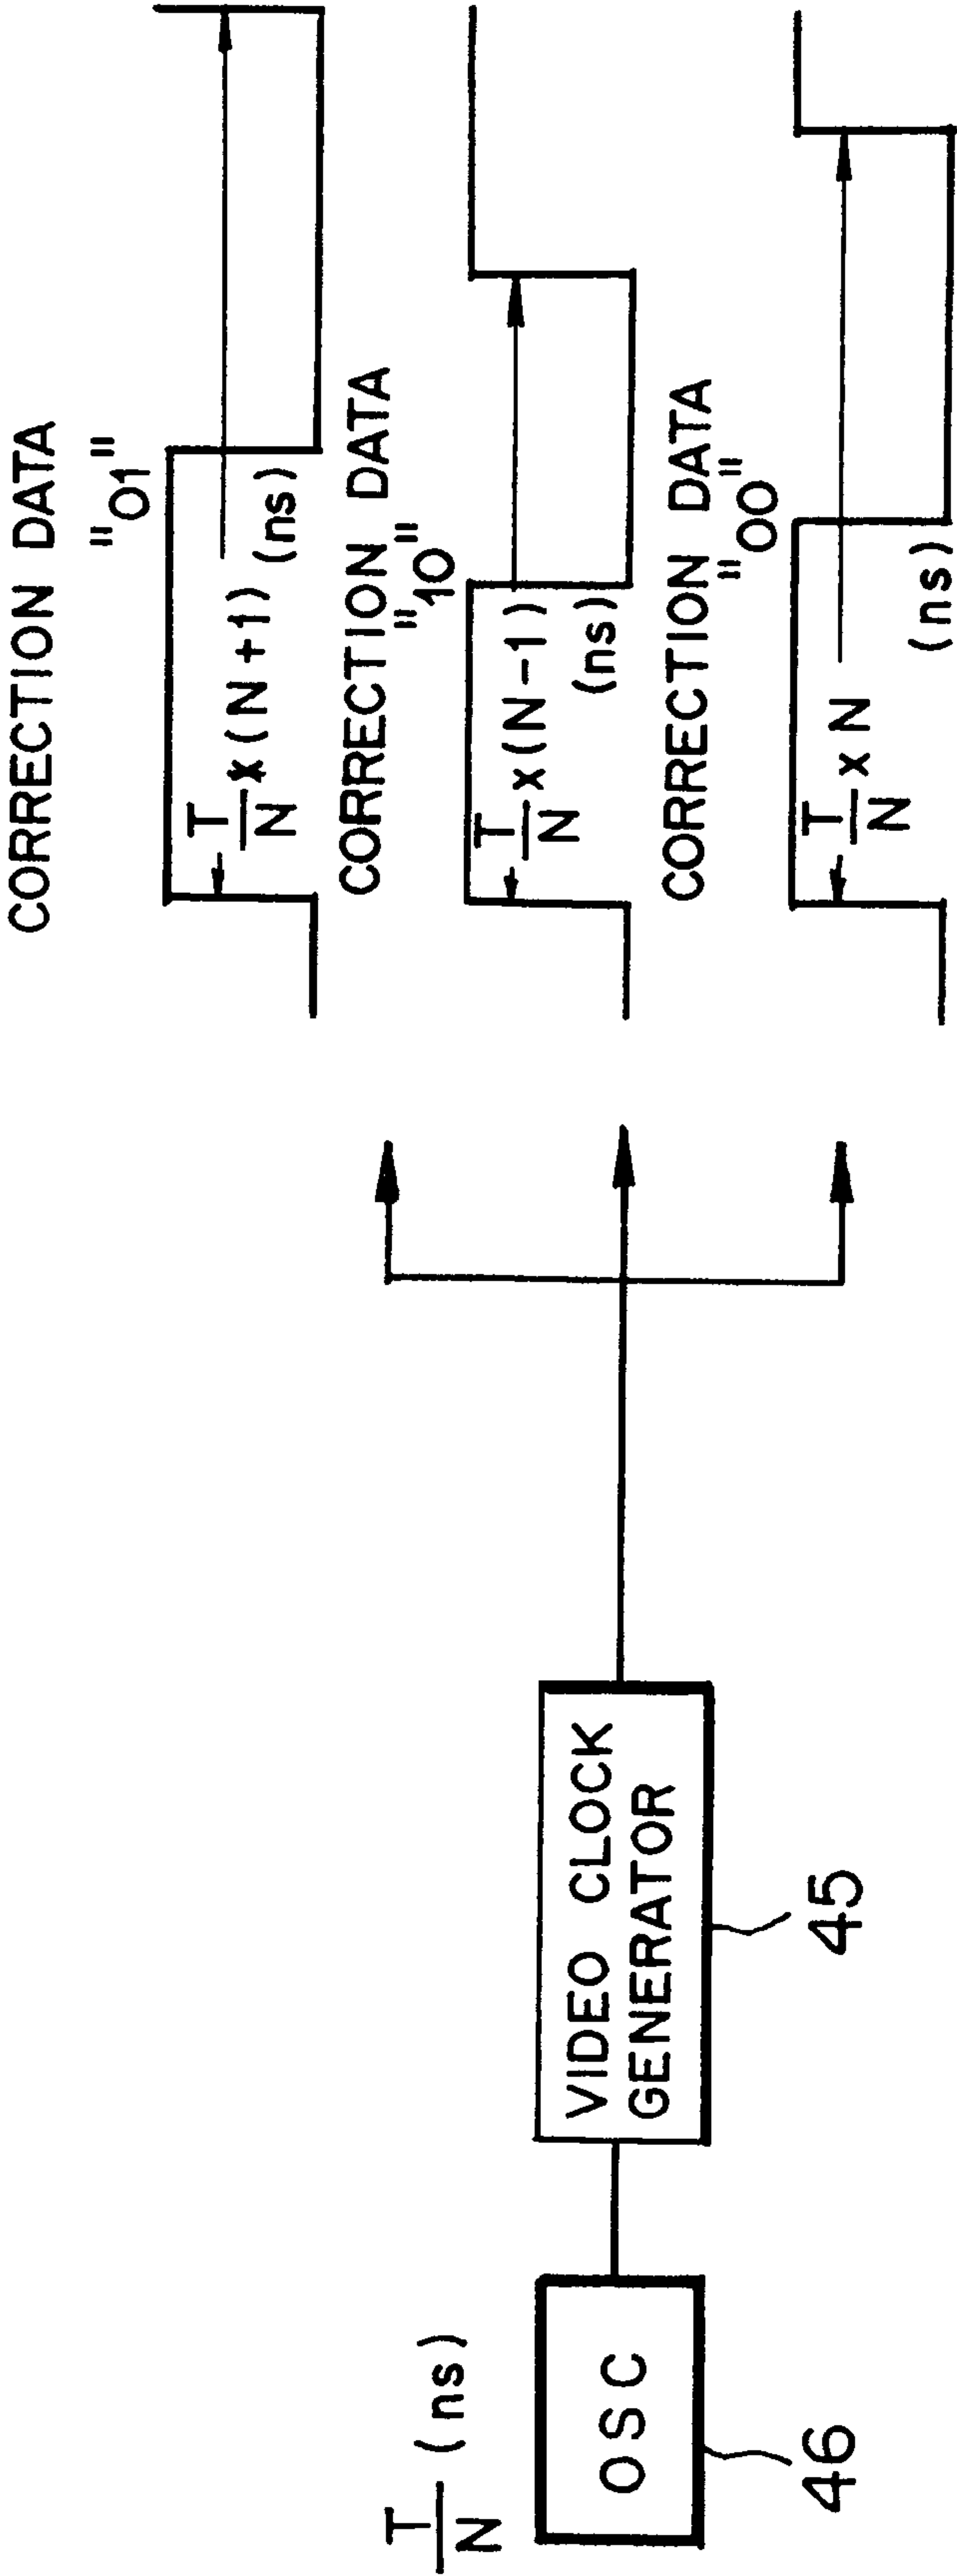 CORRECTION DATA
"01"
T/N x (N+1)
(ns)
CORRECTION DATA
"10"
T/N x (N-1)
(ns)
CORRECTION DATA
"00"
T/N x N
(ns)
T/N (ns)
OSC
46
VIDEO CLOCK
GENERATOR
45